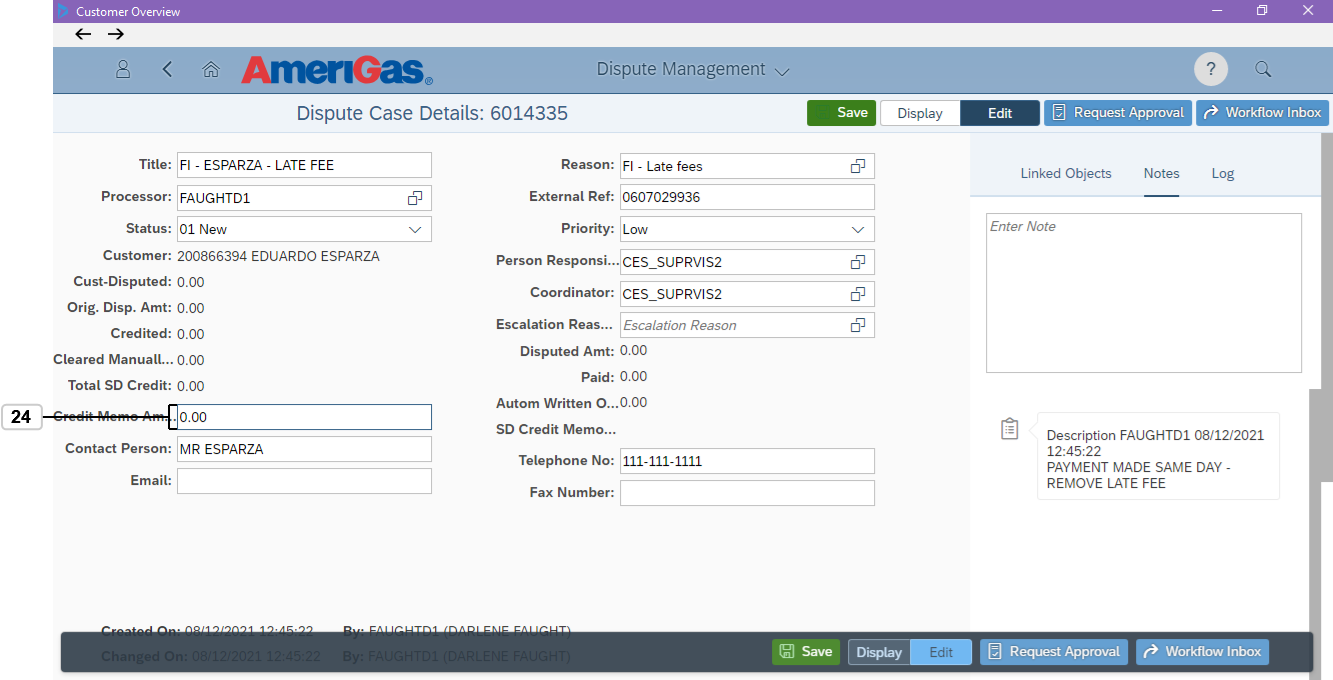 Customer Overview
AmeriGas
Dispute Management
?
Dispute Case Details: 6014335
Save
Display
Edit
Request Approval
Workflow Inbox
Title: FI - ESPARZA - LATE FEE
Processor: FAUGHTD1
Status: 01 New
Customer: 200866394 EDUARDO ESPARZA
Cust-Disputed: 0.00
Orig. Disp. Amt: 0.00
Credited: 0.00
Cleared Manuall... 0.00
Total SD Credit: 0.00
24
Credit Memo Am... 0.00
Contact Person: MR ESPARZA
Email:
Reason: FI - Late fees
External Ref: 0607029936
Priority: Low
Person Responsi... CES_SUPRVIS2
Coordinator: CES_SUPRVIS2
Escalation Reas... Escalation Reason
Disputed Amt: 0.00
Paid: 0.00
Autom Written O... 0.00
SD Credit Memo...
Telephone No: 111-111-1111
Fax Number:
Linked Objects
Notes
Log
Enter Note
Description FAUGHTD1 08/12/2021
12:45:22
PAYMENT MADE SAME DAY -
REMOVE LATE FEE
Created On: 08/12/2021 12:45:22 By: FAUGHTD1 (DARLENE FAUGHT)
Changed On: 08/12/2021 12:45:22 By: FAUGHTD1 (DARLENE FAUGHT)
Save
Display
Edit
Request Approval
Workflow Inbox